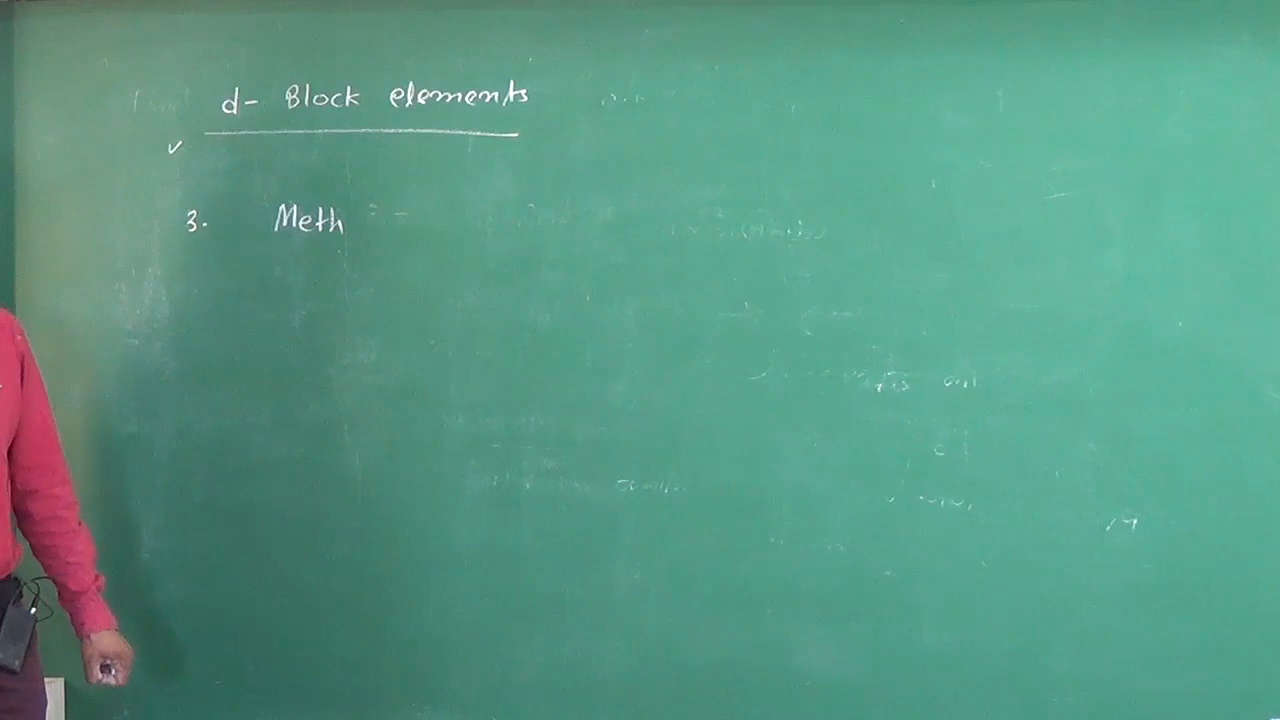 d- Block elements
✓
3. Meth